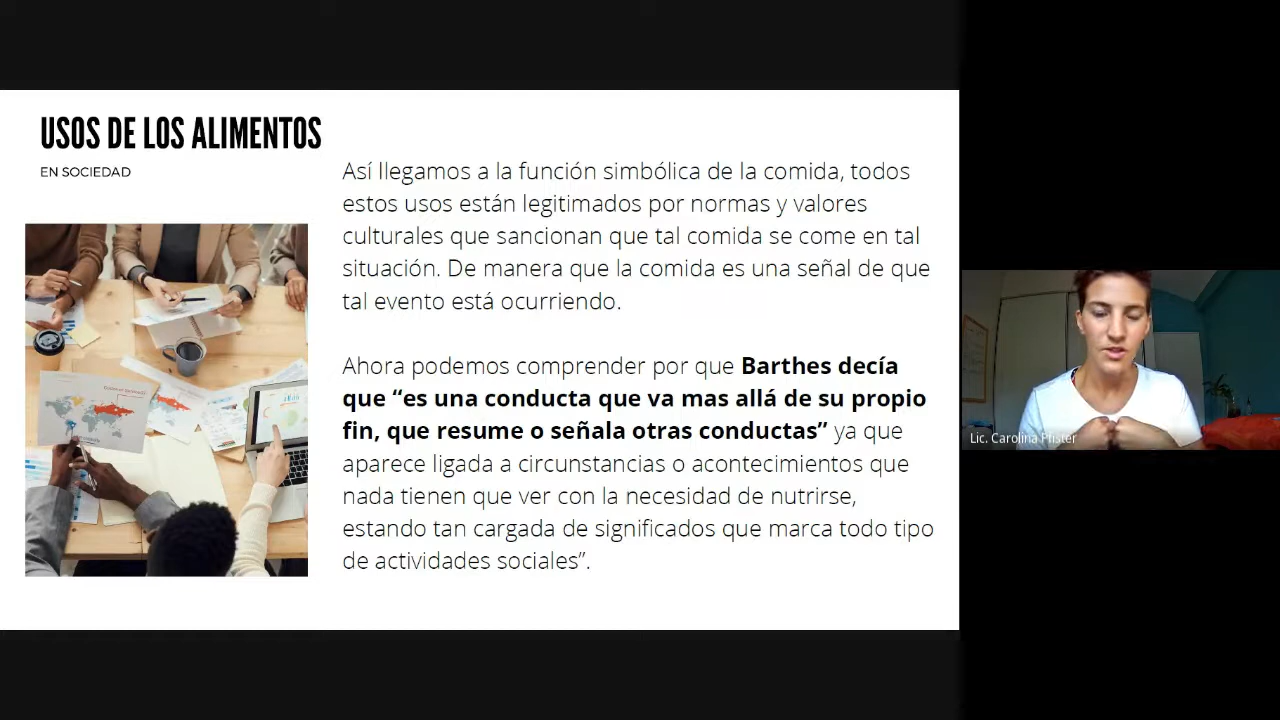 USOS DE LOS ALIMENTOS
EN SOCIEDAD
Así llegamos a la función simbólica de la comida, todos
estos usos están legitimados por normas y valores
culturales que sancionan que tal comida se come en tal
situación. De manera que la comida es una señal de que
tal evento está ocurriendo.
Ahora podemos comprender por que Barthes decía
que “es una conducta que va mas allá de su propio
fin, que resume o señala otras conductas” ya que
aparece ligada a circunstancias o acontecimientos que
nada tienen que ver con la necesidad de nutrirse,
estando tan cargada de significados que marca todo tipo
de actividades sociales”.
Lic. Carolina Pfister